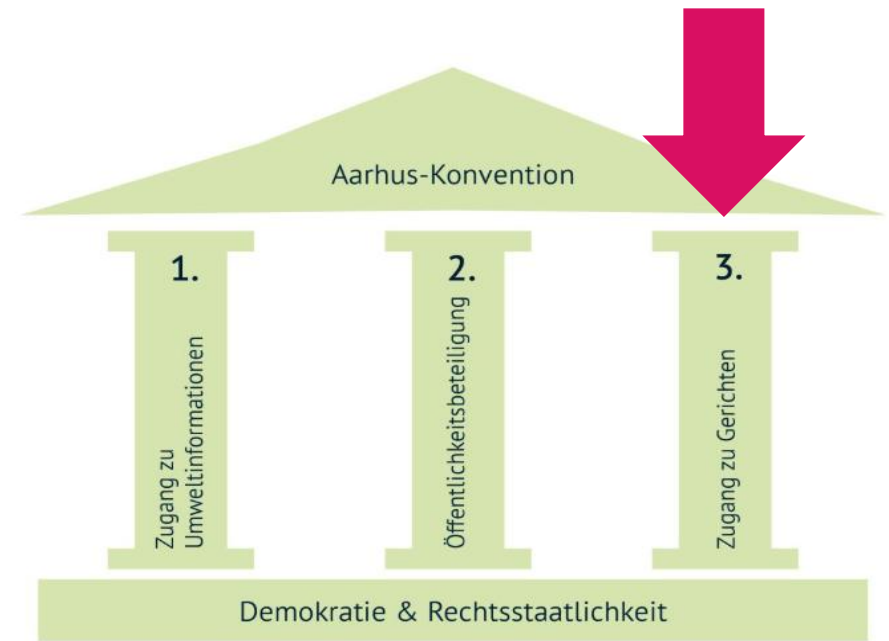 Aarhus-Konvention
1.
Zugang zu
Umweltinformationen
2.
Öffentlichkeitsbeteiligung
3.
Zugang zu Gerichten
Demokratie & Rechtsstaatlichkeit